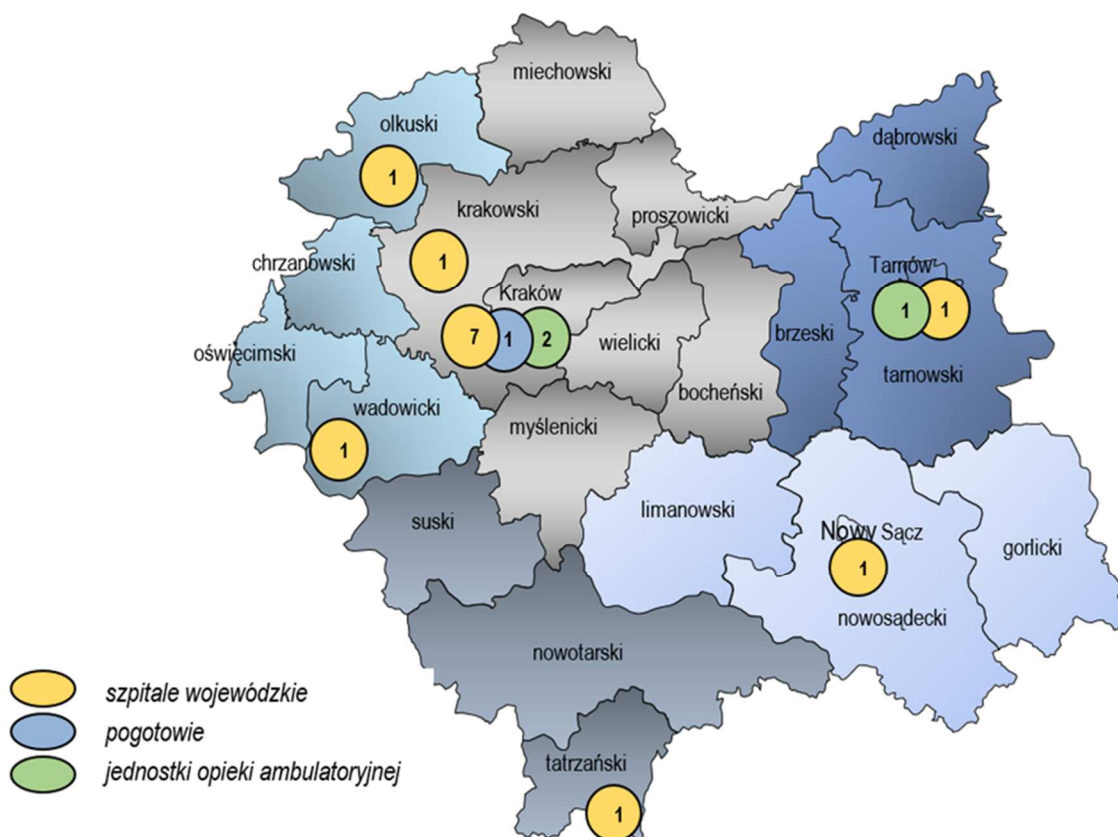 miechowski
olkuski
dąbrowski
1
krakowski
proszowicki
chrzanowski
1
Kraków
Tarnów
7
1
2
1
1
oświęcimski
wielicki
brzeski
tarnowski
bocheński
wadowicki
myślenicki
1
limanowski
suski
Nowy Sącz
gorlicki
1
nowosądecki
nowotarski
szpitale wojewódzkie
pogotowie
jednostki opieki ambulatoryjnej
tatrzański
1